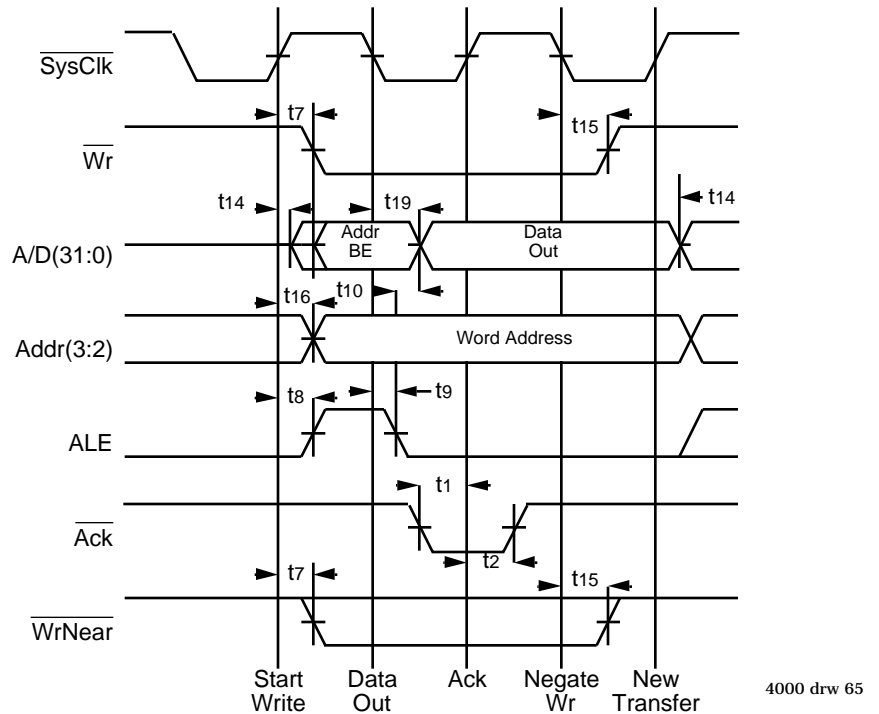 SysClk
t7
t15
Wr
t14
t19
t14
Addr
BE
Data
Out
A/D(31:0)
t16
t10
Word Address
Addr(3:2)
t8
t9
ALE
t1
Ack
t2
t7
t15
WrNear
Start
Write
Data
Out
Ack
Negate
Wr
New
Transfer
4000 drw 65